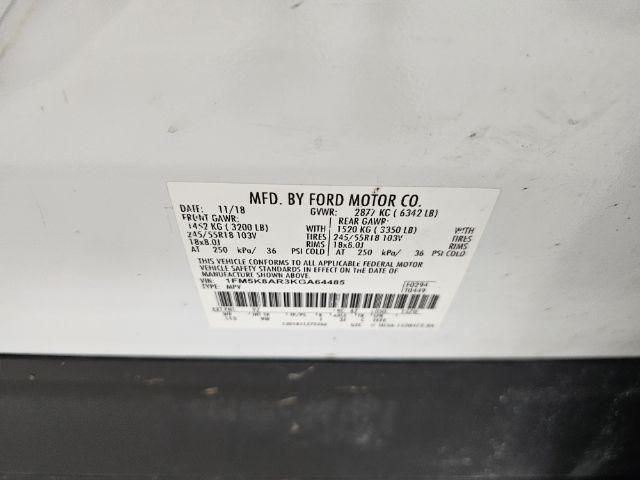 MFD. BY FORD MOTOR CO.
DATE: 11/18 GVWR: 2877 KG ( 6342 LB)
FRONT GAWR: REAR GAWR:
1452 KG ( 3200 LB) WITH 1520 KG ( 3350 LB) WITH
245/55R18 103V TIRES 245/55R18 103V TIRES
18x8.0J RIMS 18x8.0J RIMS
AT 250 kPa/ 36 PSI COLD AT 250 kPa/ 36 PSI COLD
THIS VEHICLE CONFORMS TO ALL APPLICABLE FEDERAL MOTOR
VEHICLE SAFETY STANDARDS IN EFFECT ON THE DATE OF
MANUFACTURE SHOWN ABOVE.
VIN: 1FM5K8AR3KGA64485 F0294
TYPE: MPV T0449